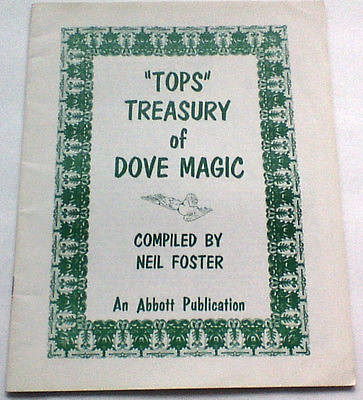 "TOPS"
TREASURY
of
DOVE MAGIC
COMPILED BY
NEIL FOSTER
An Abbott Publication